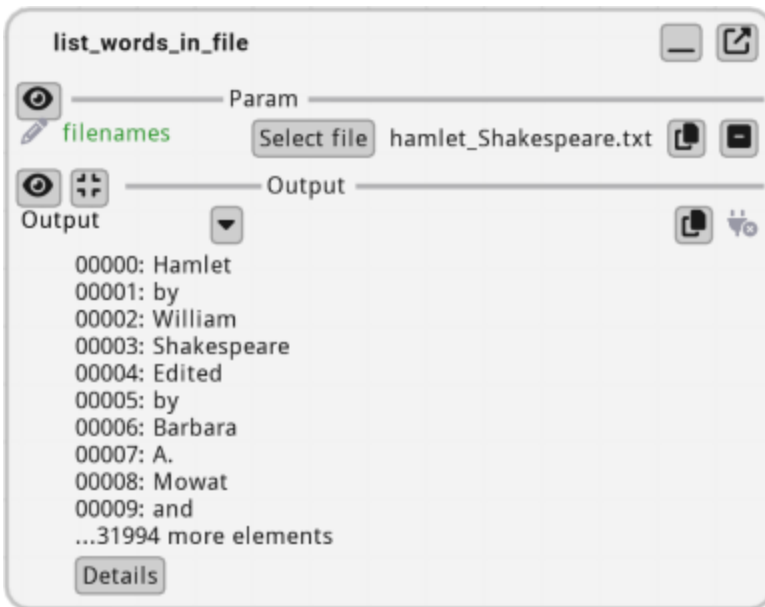 list_words_in_file
Param
filenames Select file hamlet_Shakespeare.txt
Output
Output
00000: Hamlet
00001: by
00002: William
00003: Shakespeare
00004: Edited
00005: by
00006: Barbara
00007: A.
00008: Mowat
00009: and
...31994 more elements
Details